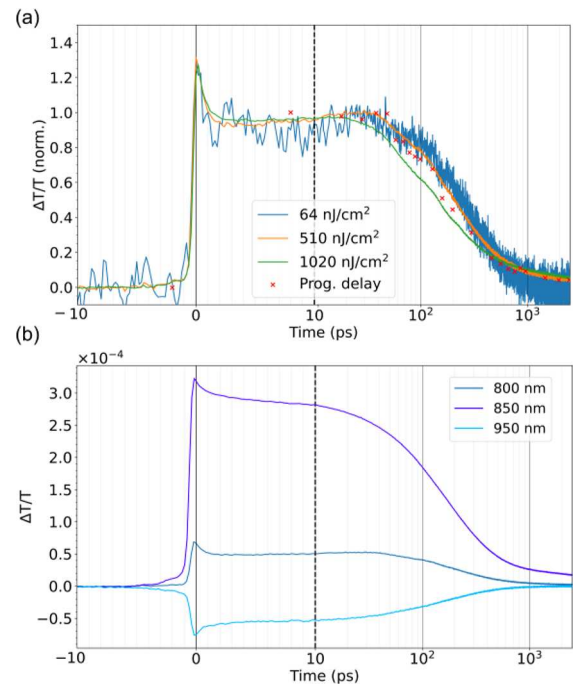 (a)
1.4
1.2
1.0
0.8
0.6
0.4
0.2
0.0
ΔT/T (norm.)
64 nJ/cm²
510 nJ/cm²
1020 nJ/cm²
Prog. delay
−10 0 10 10² 10³
Time (ps)
(b)
×10⁻⁴
3.0
2.5
2.0
1.5
1.0
0.5
0.0
−0.5
ΔT/T
800 nm
850 nm
950 nm
−10 0 10 10² 10³
Time (ps)